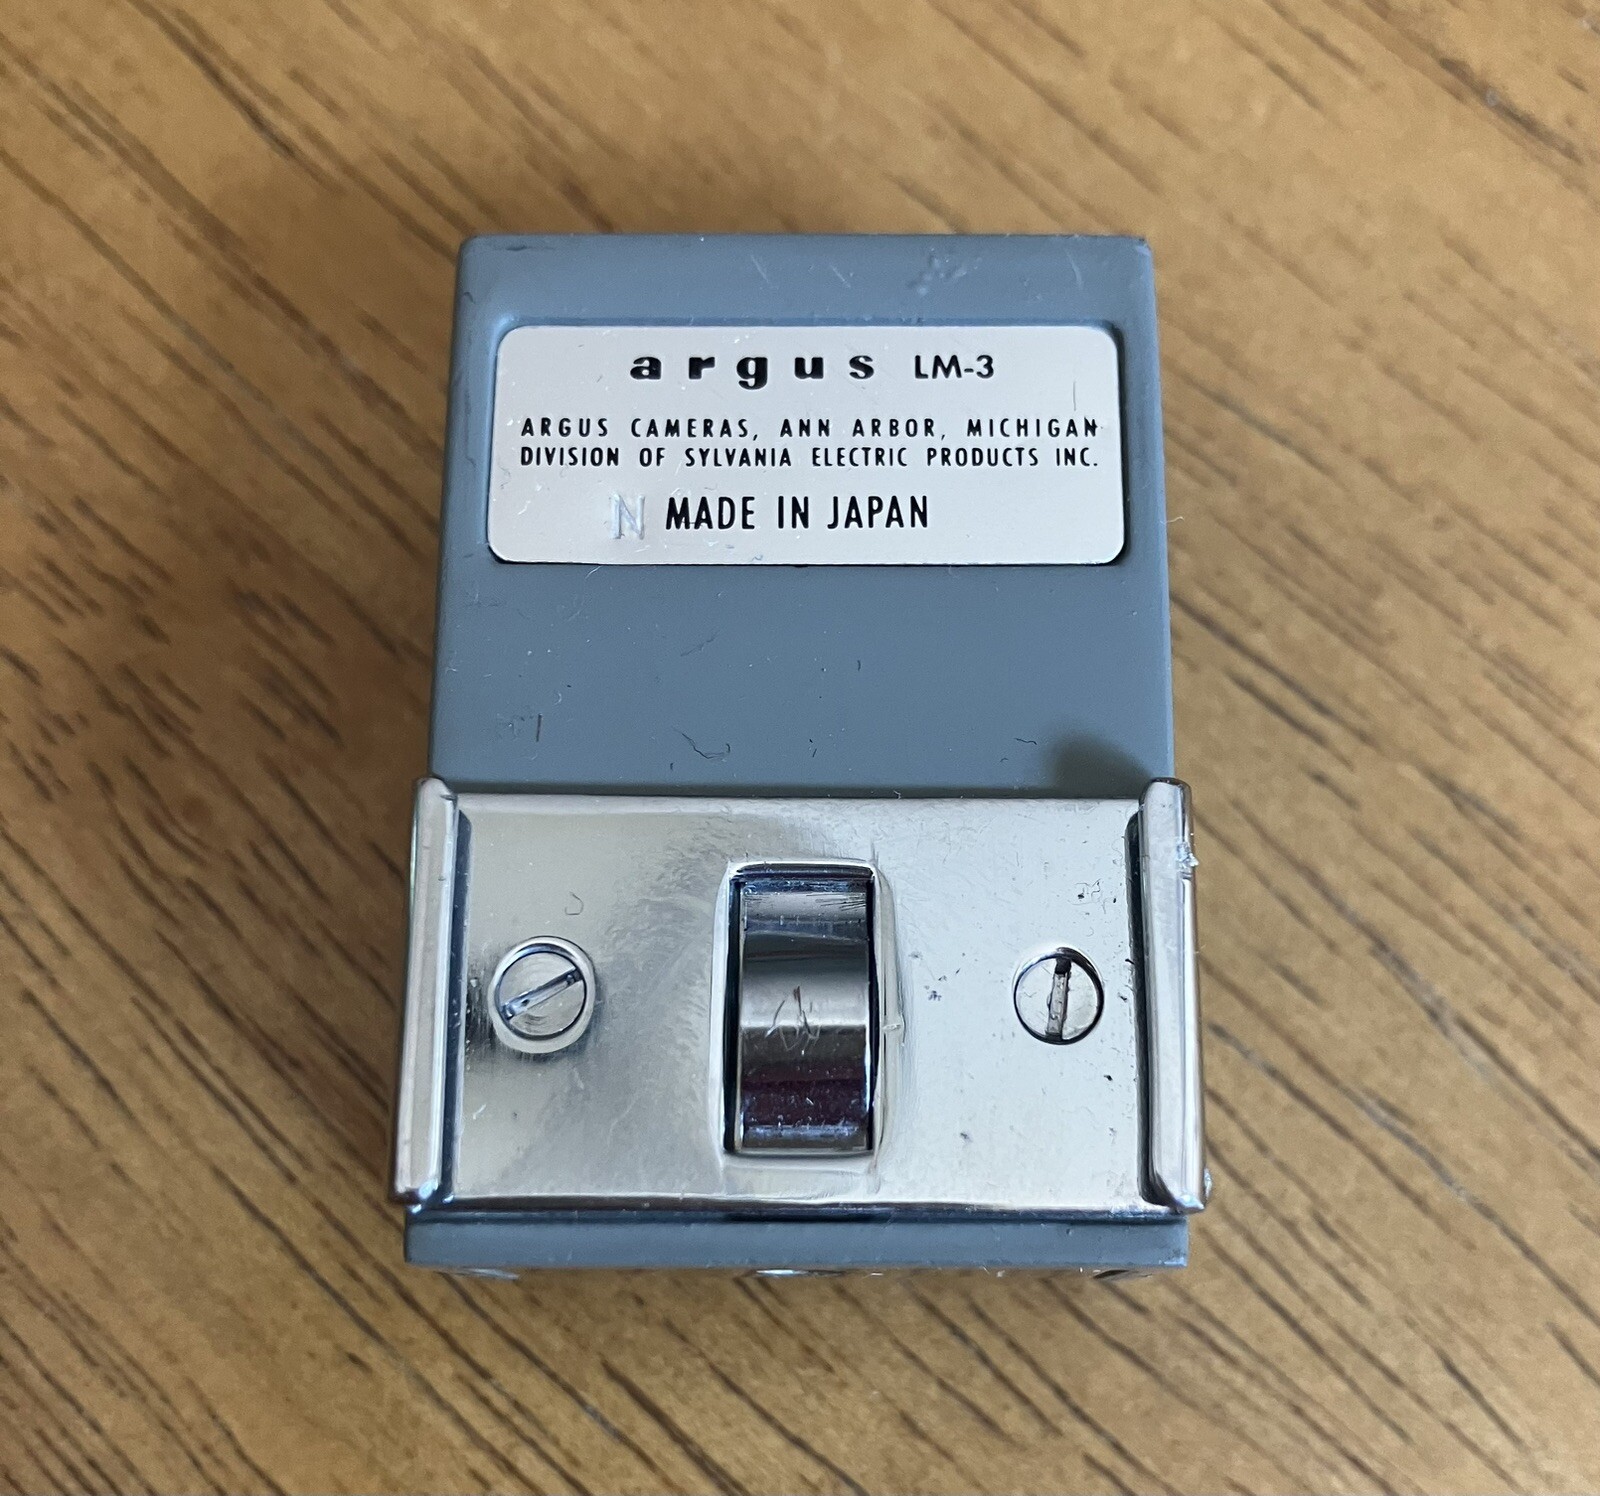 argus LM-3
ARGUS CAMERAS, ANN ARBOR, MICHIGAN
DIVISION OF SYLVANIA ELECTRIC PRODUCTS INC.
N MADE IN JAPAN